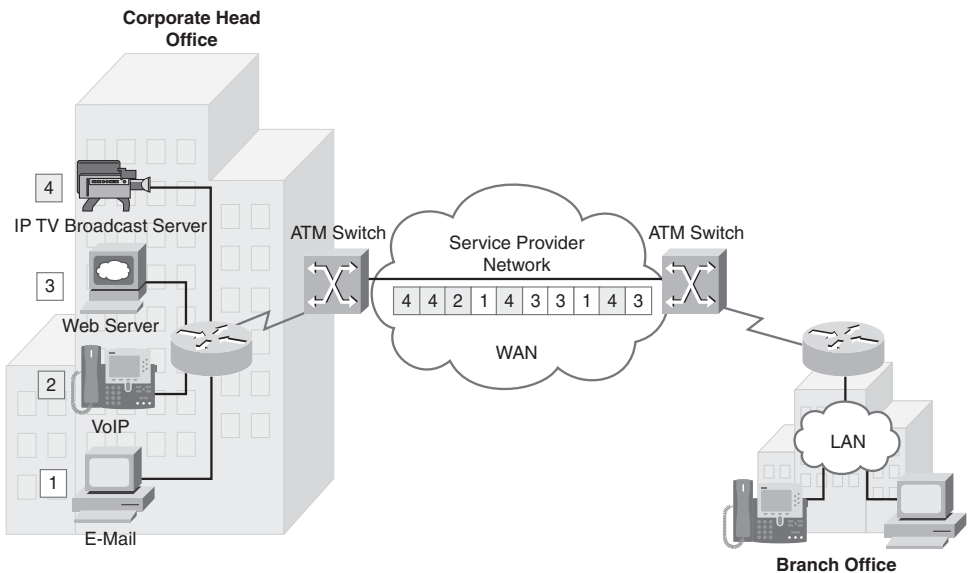 Corporate Head
Office
4
IP TV Broadcast Server
3
Web Server
2
VoIP
1
E-Mail
ATM Switch
Service Provider
Network
4 4 2 1 4 3 3 1 4 3
WAN
ATM Switch
LAN
Branch Office